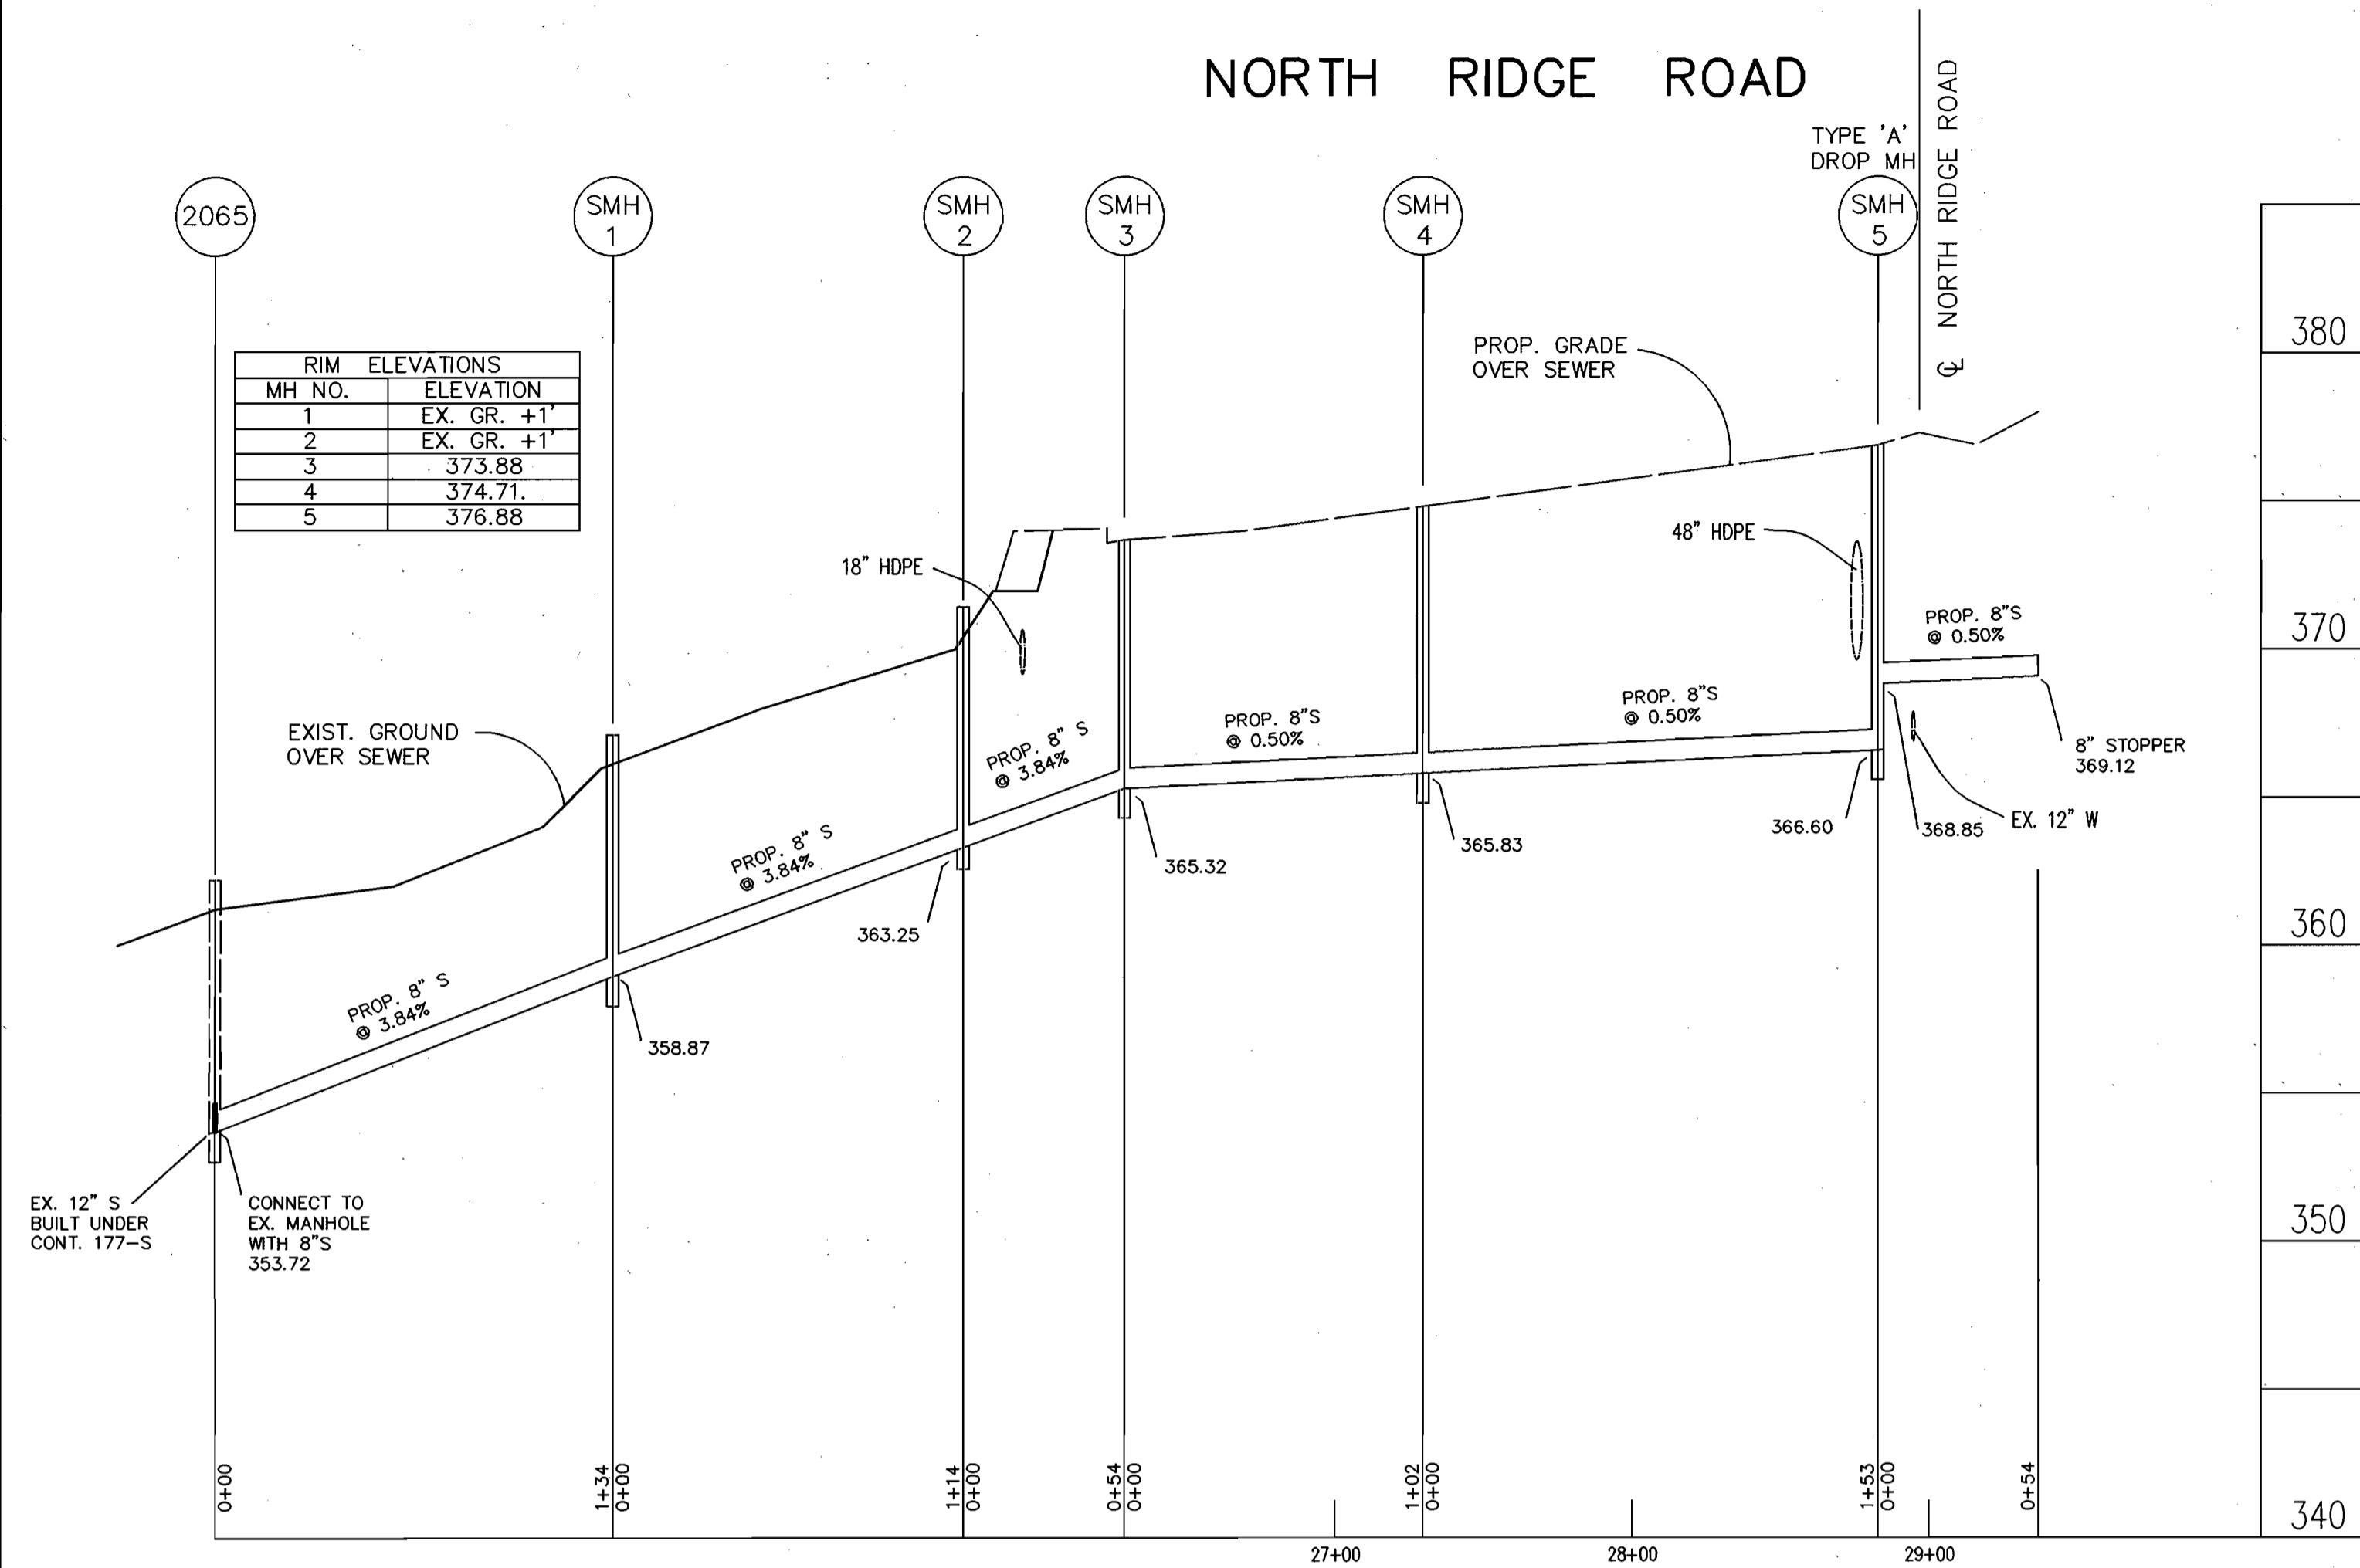 NORTH RIDGE ROAD
TYPE 'A'
DROP MH
℄ NORTH RIDGE ROAD
2065
SMH
1
SMH
2
SMH
3
SMH
4
SMH
5
RIM ELEVATIONS
MH NO. ELEVATION
1 EX. GR. +1'
2 EX. GR. +1'
3 373.88
4 374.71.
5 376.88
PROP. GRADE
OVER SEWER
18" HDPE
48" HDPE
EXIST. GROUND
OVER SEWER
PROP. 8" S
@ 3.84%
PROP. 8" S
@ 3.84%
PROP. 8" S
@ 3.84%
PROP. 8"S
@ 0.50%
PROP. 8"S
@ 0.50%
PROP. 8"S
@ 0.50%
8" STOPPER
369.12
EX. 12" W
368.85
366.60
365.83
365.32
363.25
358.87
EX. 12" S
BUILT UNDER
CONT. 177-S
CONNECT TO
EX. MANHOLE
WITH 8"S
353.72
380
370
360
350
340
0+00
1+34
0+00
1+14
0+00
0+54
0+00
1+02
0+00
1+53
0+00
0+54
27+00
28+00
29+00